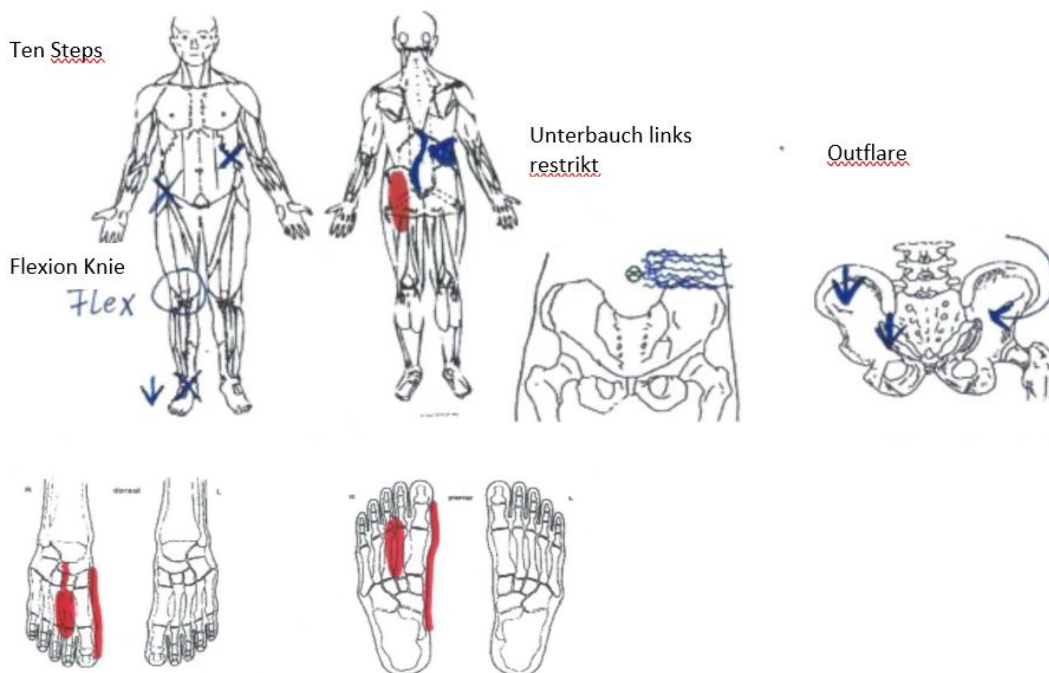 Ten Steps
Unterbauch links
restrikt
Outflare
Flexion Knie
Flex
R
dorsal
L
R
plantar
L